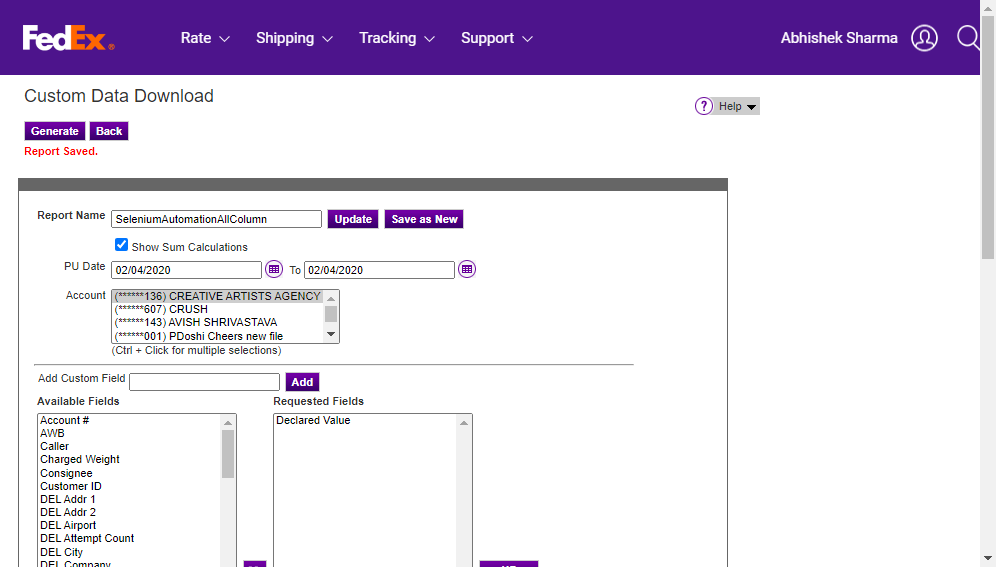 FedEx®
Rate Shipping Tracking Support Abhishek Sharma
Custom Data Download
? Help
Generate Back
Report Saved.
Report Name SeleniumAutomationAllColumn Update Save as New
Show Sum Calculations
PU Date 02/04/2020 To 02/04/2020
Account (******136) CREATIVE ARTISTS AGENCY
(******607) CRUSH
(******143) AVISH SHRIVASTAVA
(******001) PDoshi Cheers new file
(Ctrl + Click for multiple selections)
Add Custom Field Add
Available Fields Requested Fields
Account # Declared Value
AWB
Caller
Charged Weight
Consignee
Customer ID
DEL Addr 1
DEL Addr 2
DEL Airport
DEL Attempt Count
DEL City
DEL Company